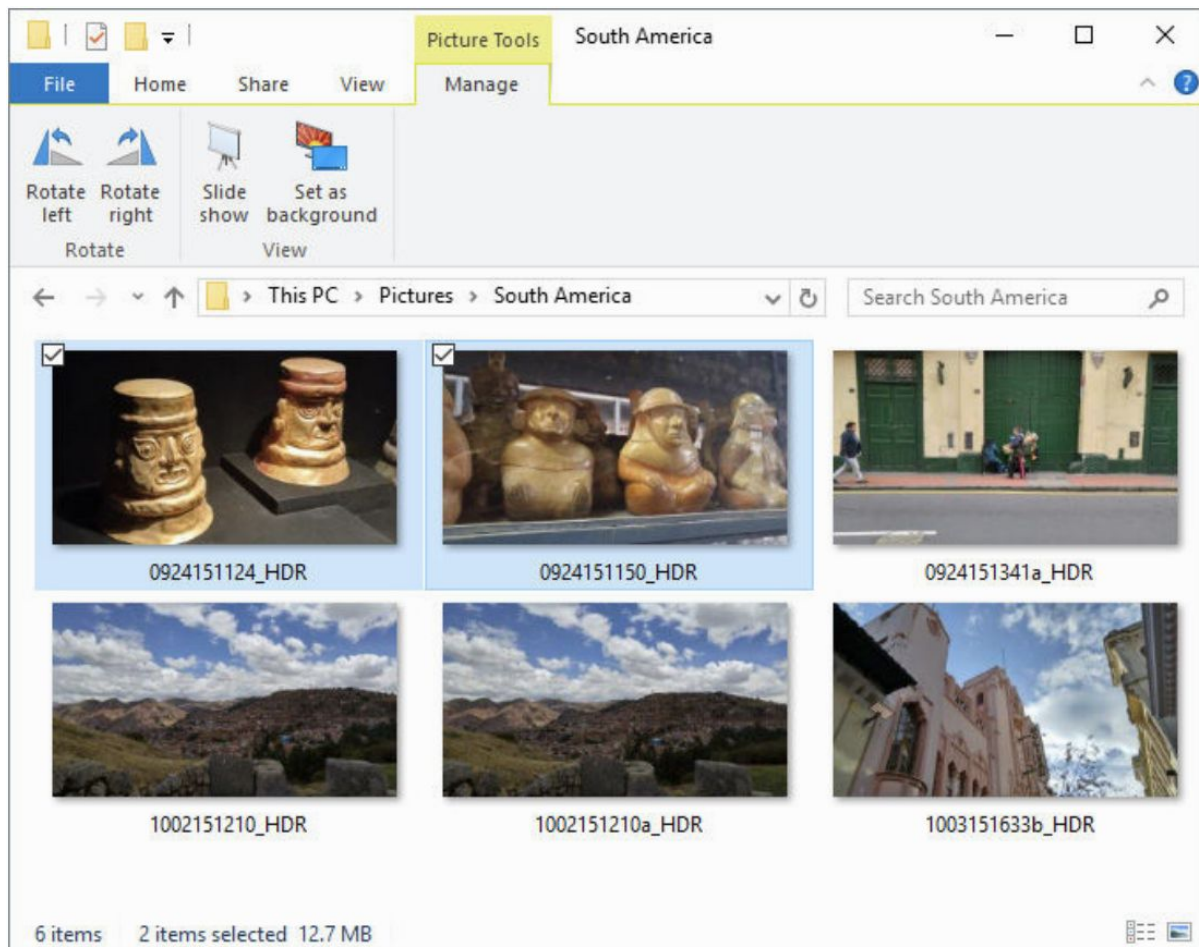 Picture Tools South America
File Home Share View Manage
?
Rotate left
Rotate right
Slide show
Set as background
Rotate View
This PC > Pictures > South America
Search South America
0924151124_HDR 0924151150_HDR 0924151341a_HDR
1002151210_HDR 1002151210a_HDR 1003151633b_HDR
6 items 2 items selected 12.7 MB